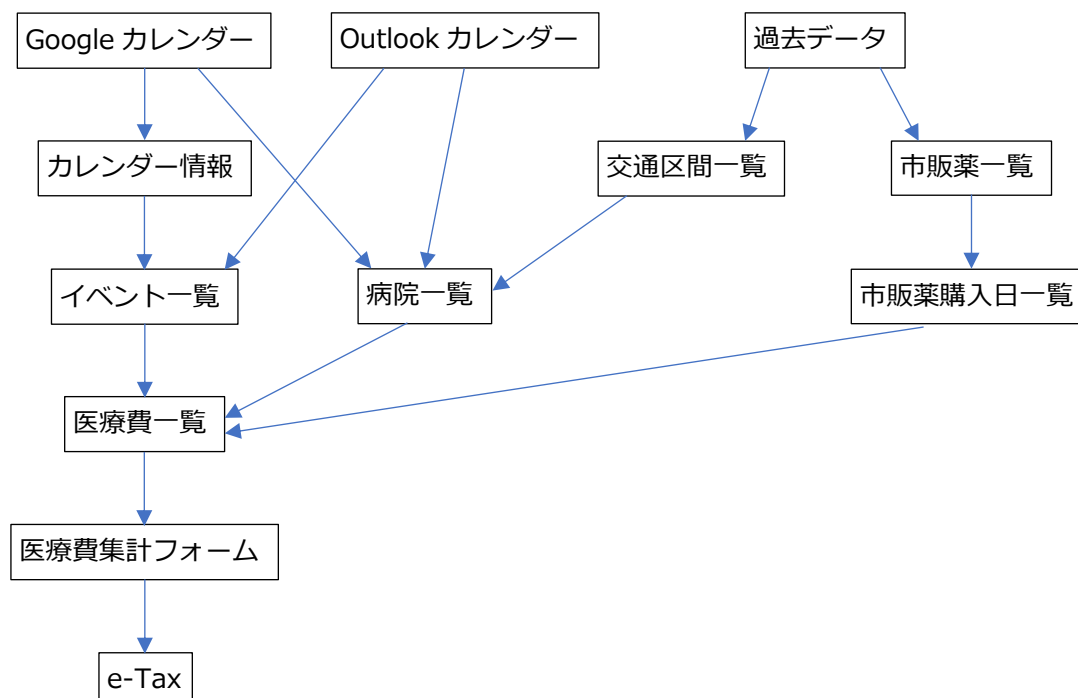 Google カレンダー
Outlook カレンダー
過去データ
カレンダー情報
交通区間一覧
市販薬一覧
イベント一覧
病院一覧
市販薬購入日一覧
医療費一覧
医療費集計フォーム
e-Tax